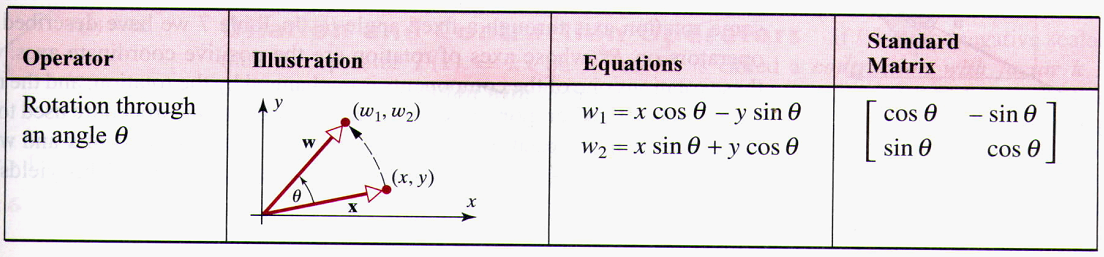 Operator
Illustration
Equations
Standard
Matrix
Rotation through
an angle θ
y
(w₁, w₂)
w
θ
(x, y)
x
x
w₁ = x cos θ − y sin θ
w₂ = x sin θ + y cos θ
cos θ − sin θ
sin θ cos θ